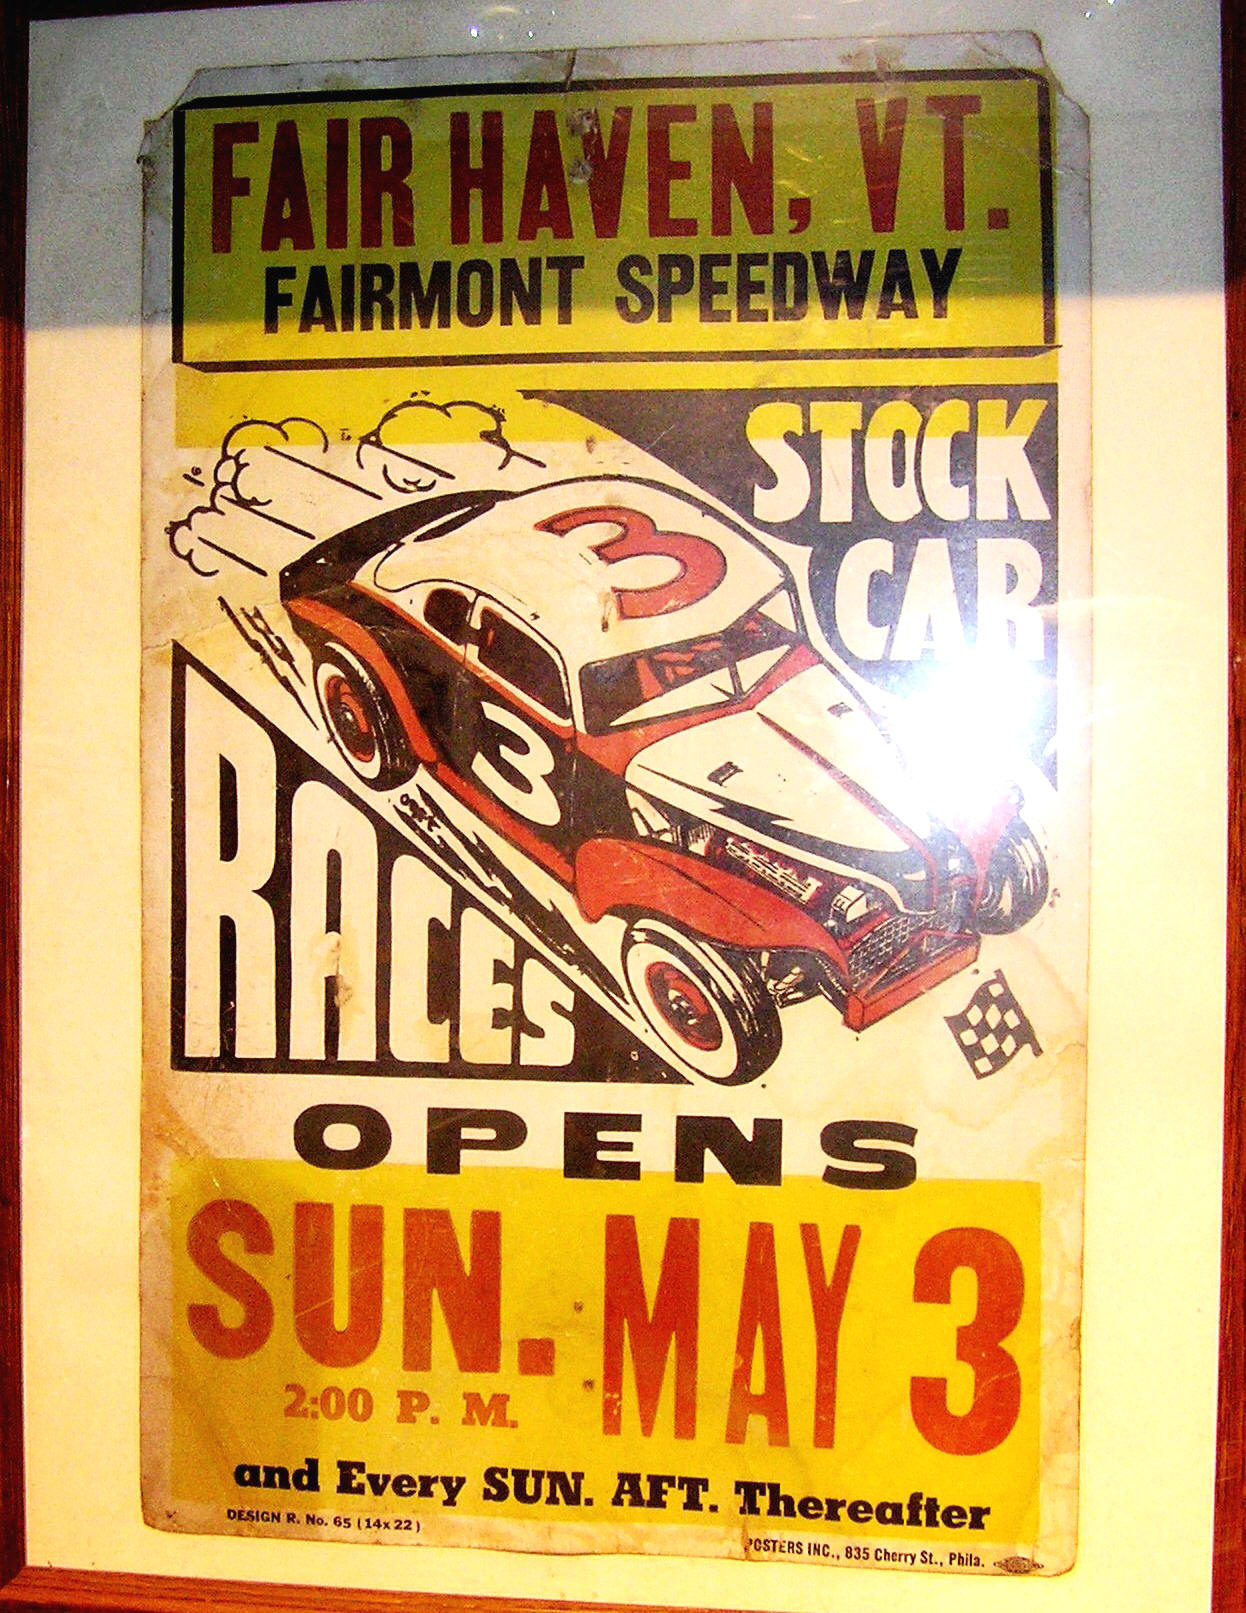 FAIR HAVEN, VT.
FAIRMONT SPEEDWAY
STOCK
CAR
3
3
RACES
OPENS
SUN. MAY 3
2:00 P. M.
and Every SUN. AFT. Thereafter
DESIGN R. No. 65 (14x22)
POSTERS INC., 835 Cherry St., Phila.